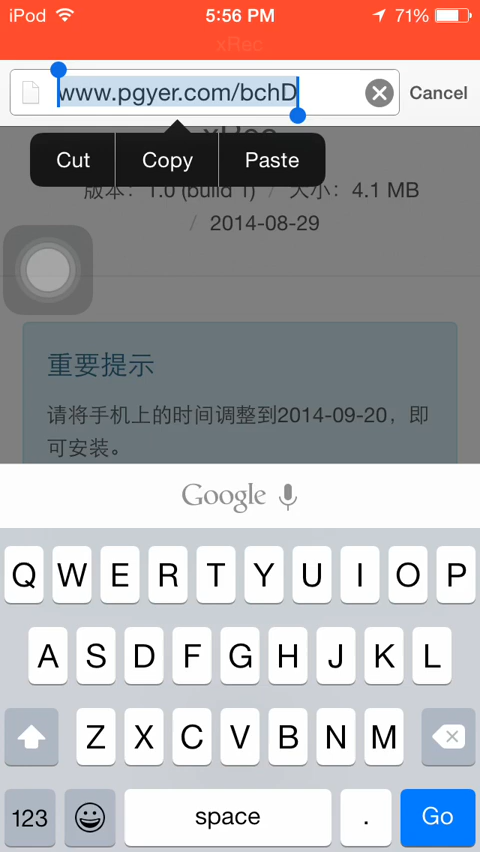 iPod 5:56 PM 71%
xRec
www.pgyer.com/bchD Cancel
xRec
Cut Copy Paste
版本：1.0 (build 1) / 大小：4.1 MB
/ 2014-08-29
重要提示
请将手机上的时间调整到2014-09-20，即
可安装。
Google
Q W E R T Y U I O P
A S D F G H J K L
Z X C V B N M
123 space . Go